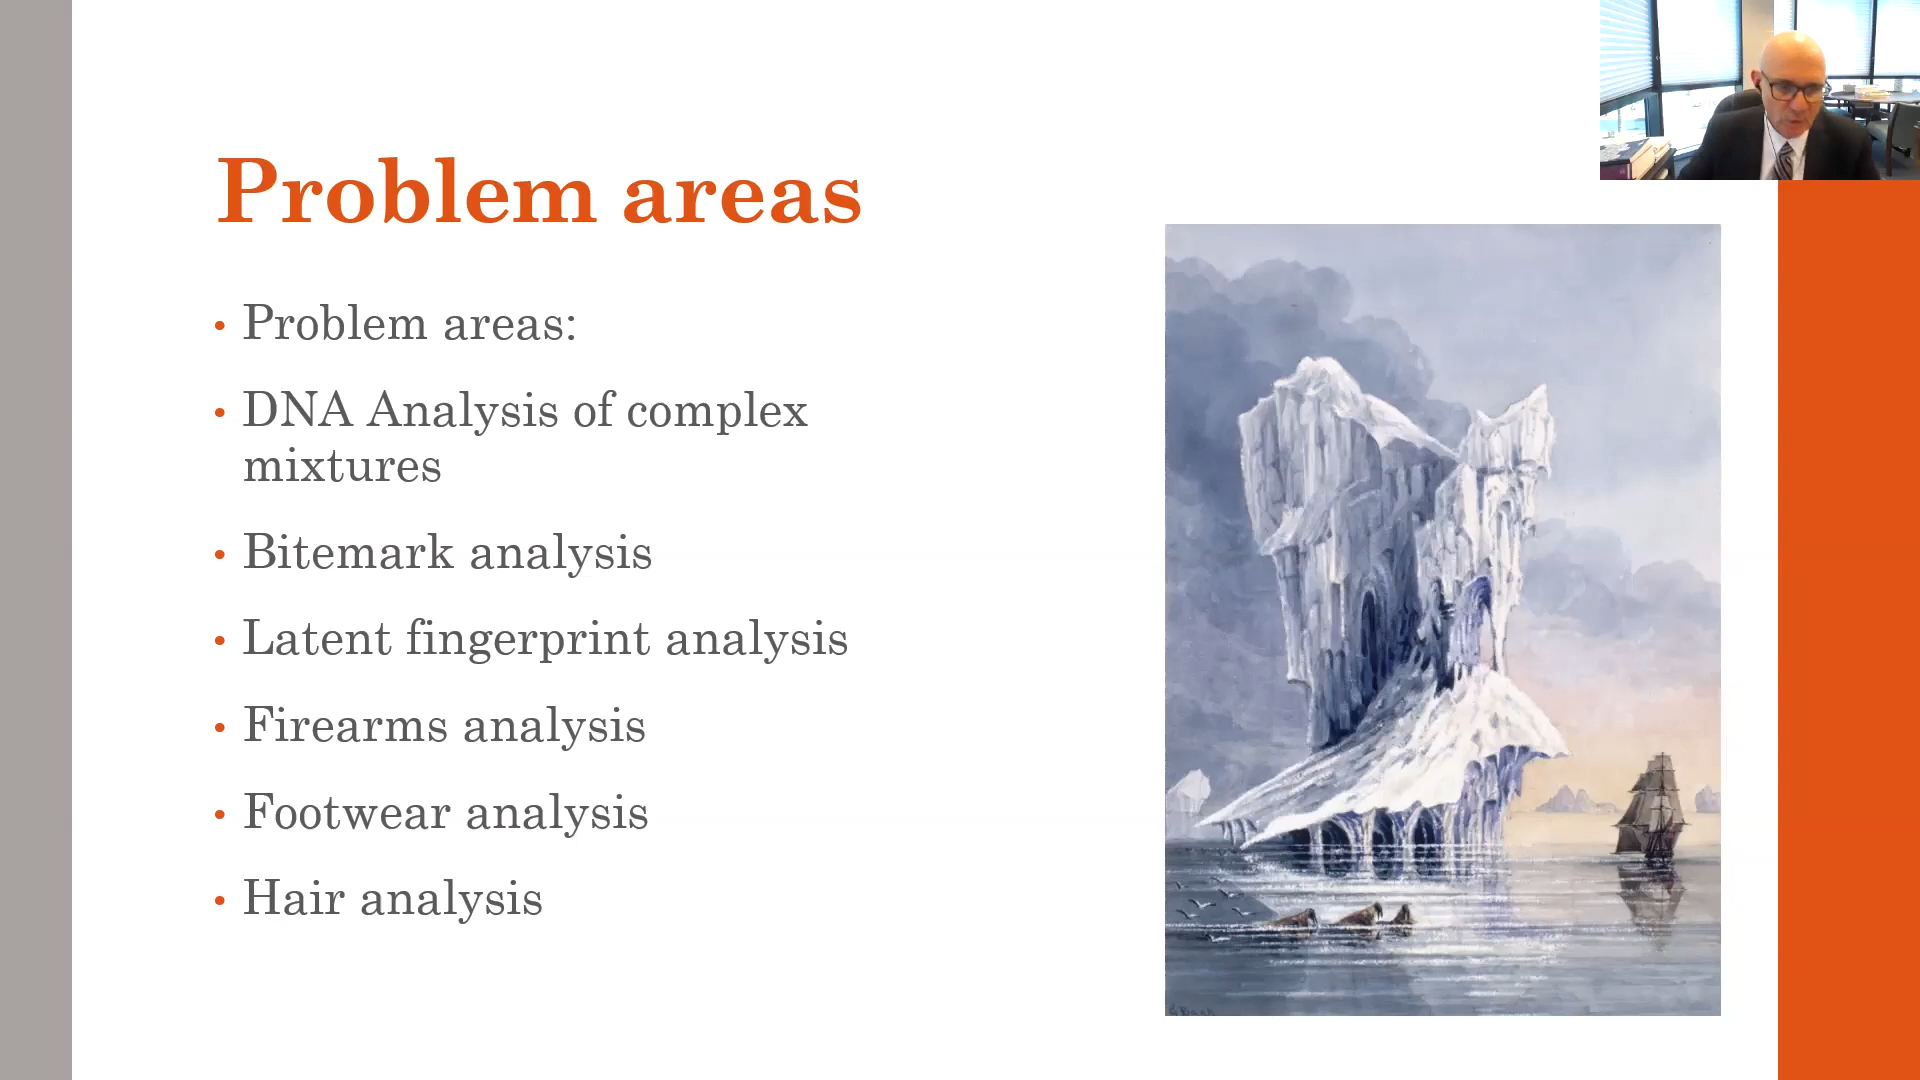 Problem areas
• Problem areas:
• DNA Analysis of complex
mixtures
• Bitemark analysis
• Latent fingerprint analysis
• Firearms analysis
• Footwear analysis
• Hair analysis